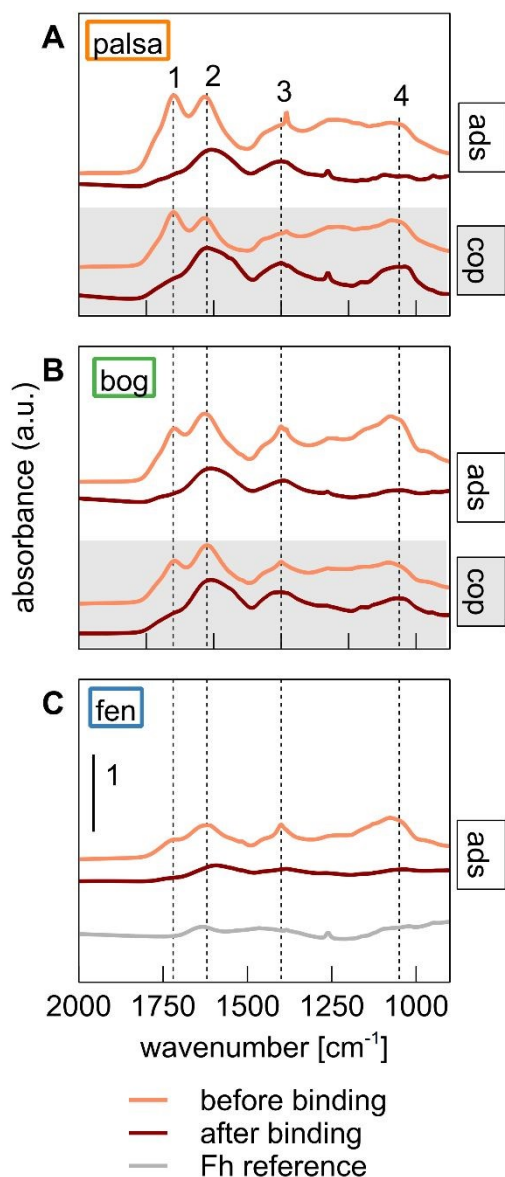 A
palsa
1 2 3 4
ads
cop
B
bog
ads
cop
absorbance (a.u.)
C
fen
1
ads
2000 1750 1500 1250 1000
wavenumber [cm⁻¹]
before binding
after binding
Fh reference